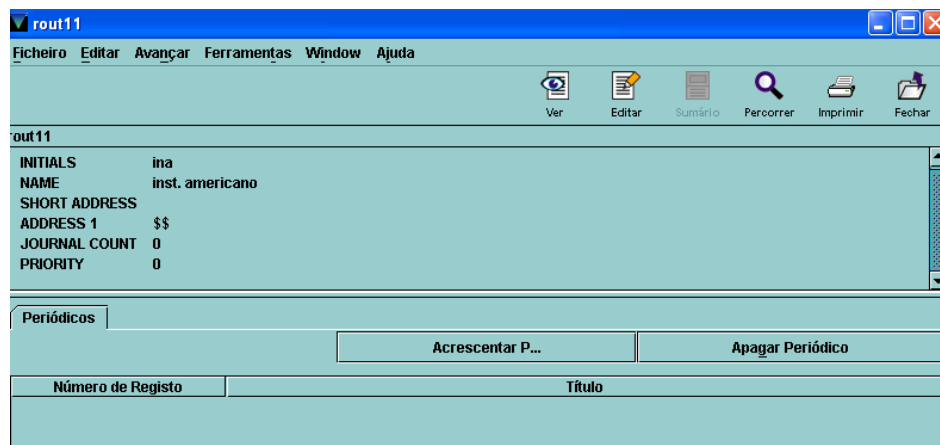 rout11
Ficheiro Editar Avançar Ferramentas Window Ajuda
Ver Editar Sumário Percorrer Imprimir Fechar
rout11
INITIALS ina
NAME inst. americano
SHORT ADDRESS
ADDRESS 1 $$
JOURNAL COUNT 0
PRIORITY 0
Periódicos
Acrescentar P... Apagar Periódico
Número de Registo Título